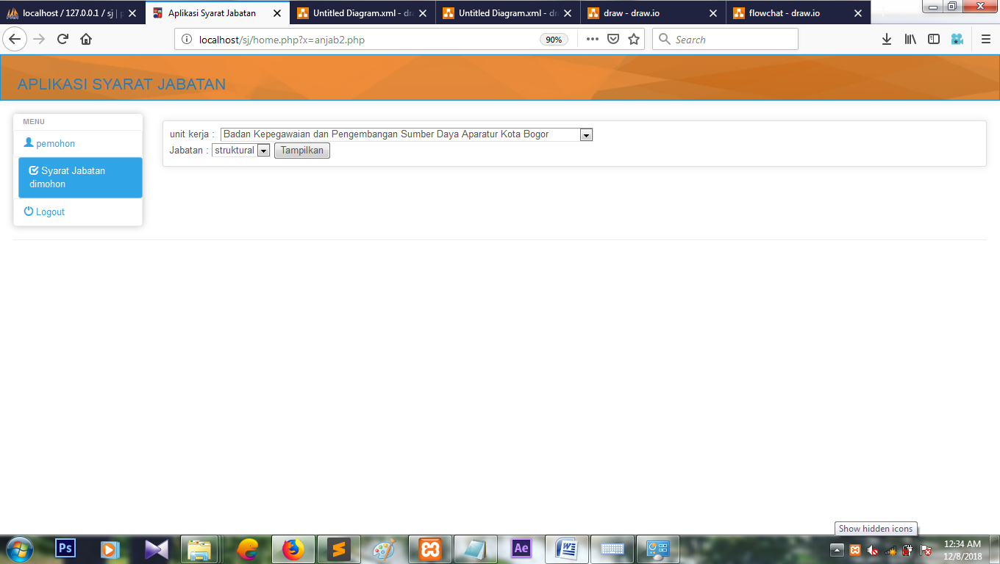 localhost / 127.0.0.1 / sj |
Aplikasi Syarat Jabatan
Untitled Diagram.xml - dr
Untitled Diagram.xml - dr
draw - draw.io
flowchat - draw.io
localhost/sj/home.php?x=anjab2.php
90%
Search
APLIKASI SYARAT JABATAN
MENU
pemohon
Syarat Jabatan
dimohon
Logout
unit kerja : Badan Kepegawaian dan Pengembangan Sumber Daya Aparatur Kota Bogor
Jabatan : struktural Tampilkan
Show hidden icons
Ps
Ae
12:34 AM
12/8/2018